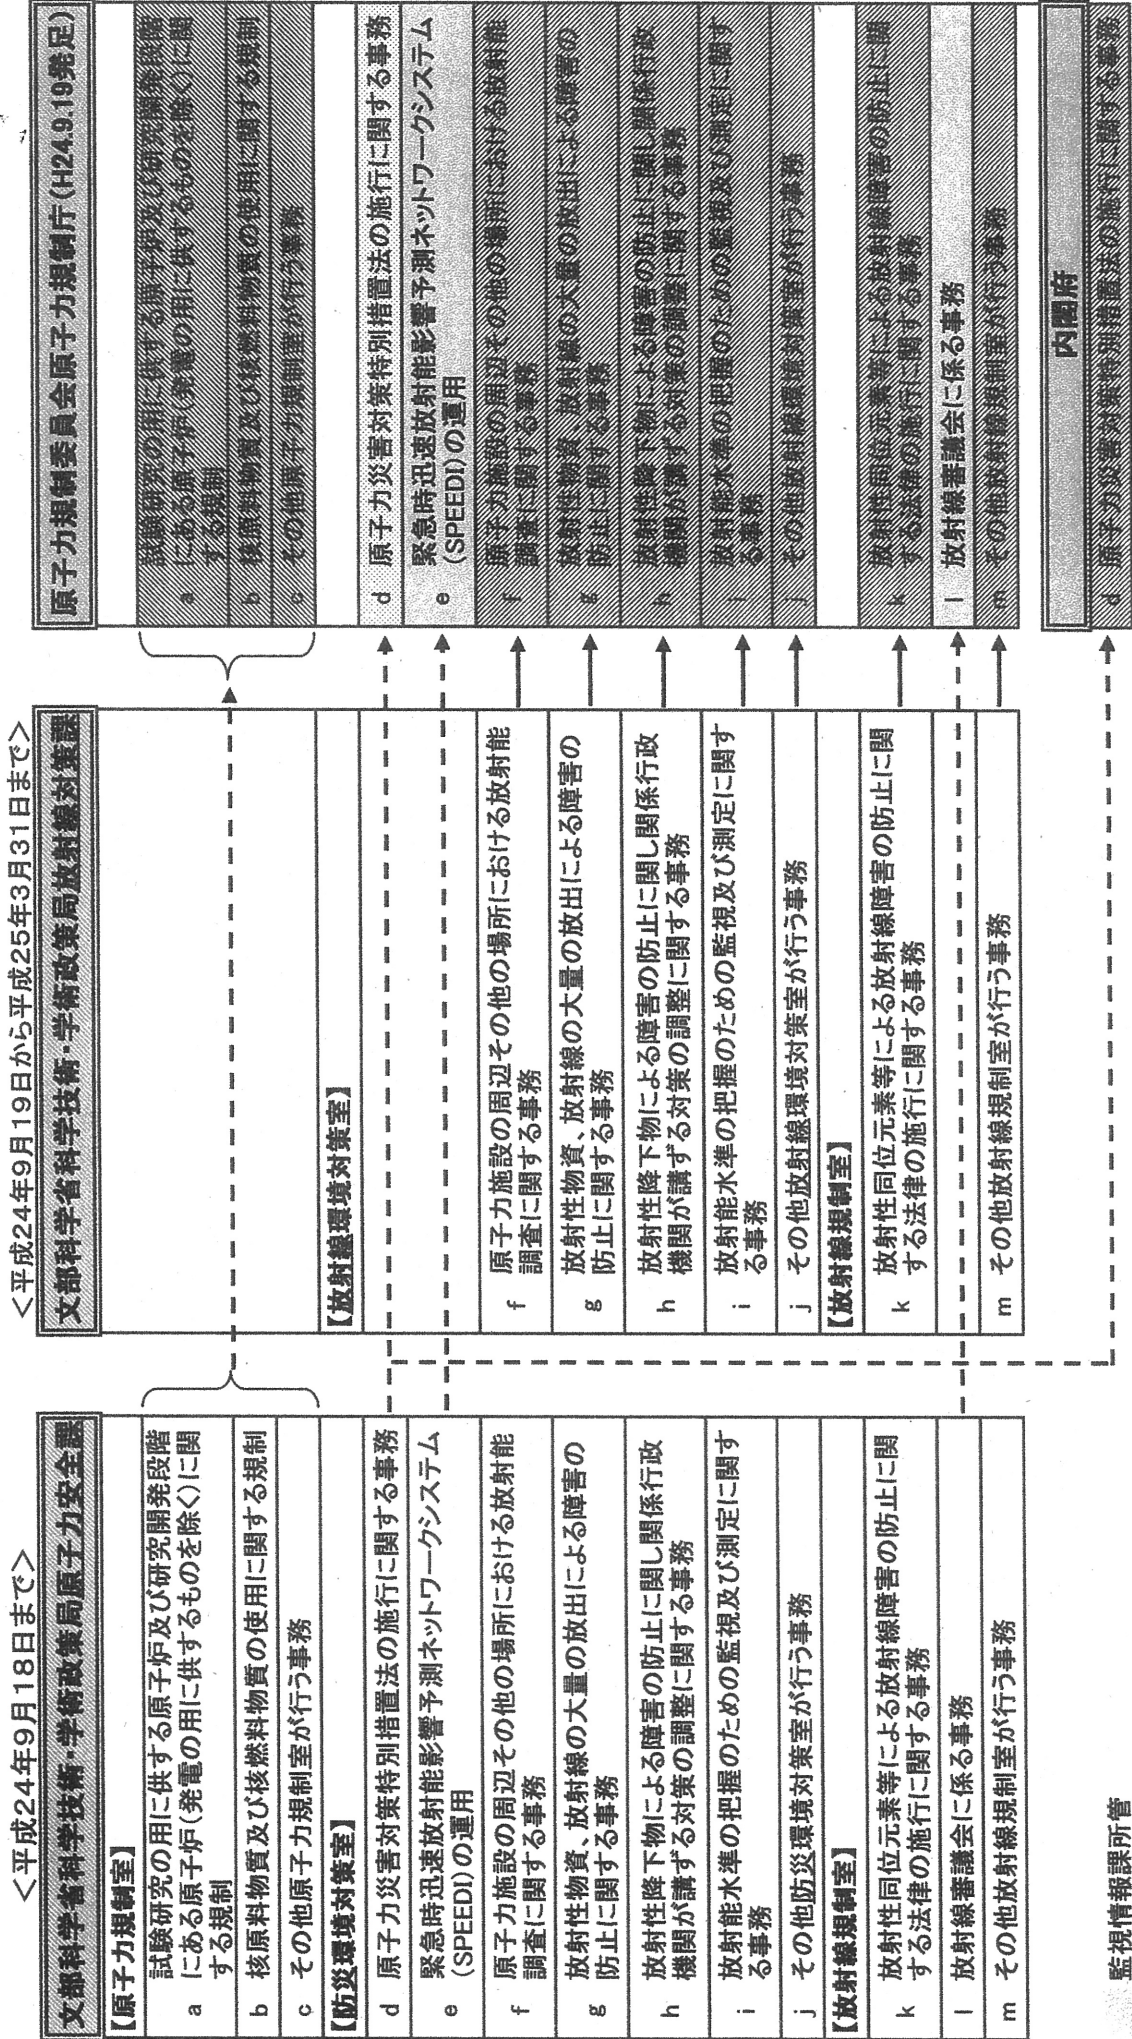 <平成24年9月18日まで>
文部科学省科学技術・学術政策局原子力安全課
【原子力規制室】
a 試験研究の用に供する原子炉及び研究開発段階
にある原子炉(発電の用に供するものを除く)に関
する規制
b 核原料物質及び核燃料物質の使用に関する規制
c その他原子力規制室が行う事務
【防災環境対策室】
d 原子力災害対策特別措置法の施行に関する事務
e 緊急時迅速放射能影響予測ネットワークシステム
(SPEEDI)の運用
f 原子力施設の周辺その他の場所における放射能
調査に関する事務
g 放射性物資、放射線の大量の放出による障害の
防止に関する事務
h 放射性降下物による障害の防止に関し関係行政
機関が講ずる対策の調整に関する事務
i 放射能水準の把握のための監視及び測定に関す
る事務
j その他防災環境対策室が行う事務
【放射線規制室】
k 放射性同位元素等による放射線障害の防止に関
する法律の施行に関する事務
l 放射線審議会に係る事務
m その他放射線規制室が行う事務
監視情報課所管
<平成24年9月19日から平成25年3月31日まで>
文部科学省科学技術・学術政策局放射線対策課
【放射線環境対策室】
f 原子力施設の周辺その他の場所における放射能
調査に関する事務
g 放射性物資、放射線の大量の放出による障害の
防止に関する事務
h 放射性降下物による障害の防止に関し関係行政
機関が講ずる対策の調整に関する事務
i 放射能水準の把握のための監視及び測定に関す
る事務
j その他放射線環境対策室が行う事務
【放射線規制室】
k 放射性同位元素等による放射線障害の防止に関
する法律の施行に関する事務
m その他放射線規制室が行う事務
原子力規制委員会原子力規制庁(H24.9.19発足)
a 試験研究の用に供する原子炉及び研究開発段階
にある原子炉(発電の用に供するものを除く)に関
する規制
b 核原料物質及び核燃料物質の使用に関する規制
c その他原子力規制室が行う事務
d 原子力災害対策特別措置法の施行に関する事務
e 緊急時迅速放射能影響予測ネットワークシステム
(SPEEDI)の運用
f 原子力施設の周辺その他の場所における放射能
調査に関する事務
g 放射性物資、放射線の大量の放出による障害の
防止に関する事務
h 放射性降下物による障害の防止に関し関係行政
機関が講ずる対策の調整に関する事務
i 放射能水準の把握のための監視及び測定に関す
る事務
j その他放射線環境対策室が行う事務
k 放射性同位元素等による放射線障害の防止に関
する法律の施行に関する事務
l 放射線審議会に係る事務
m その他放射線規制室が行う事務
内閣府
d 原子力災害対策特別措置法の施行に関する事務